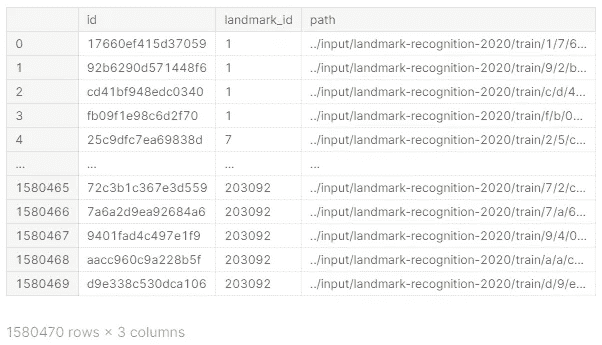 id landmark_id path
0 17660ef415d37059 1 ../input/landmark-recognition-2020/train/1/7/6...
1 92b6290d571448f6 1 ../input/landmark-recognition-2020/train/9/2/b...
2 cd41bf948edc0340 1 ../input/landmark-recognition-2020/train/c/d/4...
3 fb09f1e98c6d2f70 1 ../input/landmark-recognition-2020/train/f/b/0...
4 25c9dfc7ea69838d 7 ../input/landmark-recognition-2020/train/2/5/c...
... ... ... ...
1580465 72c3b1c367e3d559 203092 ../input/landmark-recognition-2020/train/7/2/c...
1580466 7a6a2d9ea92684a6 203092 ../input/landmark-recognition-2020/train/7/a/6...
1580467 9401fad4c497e1f9 203092 ../input/landmark-recognition-2020/train/9/4/0...
1580468 aacc960c9a228b5f 203092 ../input/landmark-recognition-2020/train/a/a/c...
1580469 d9e338c530dca106 203092 ../input/landmark-recognition-2020/train/d/9/e...
1580470 rows × 3 columns